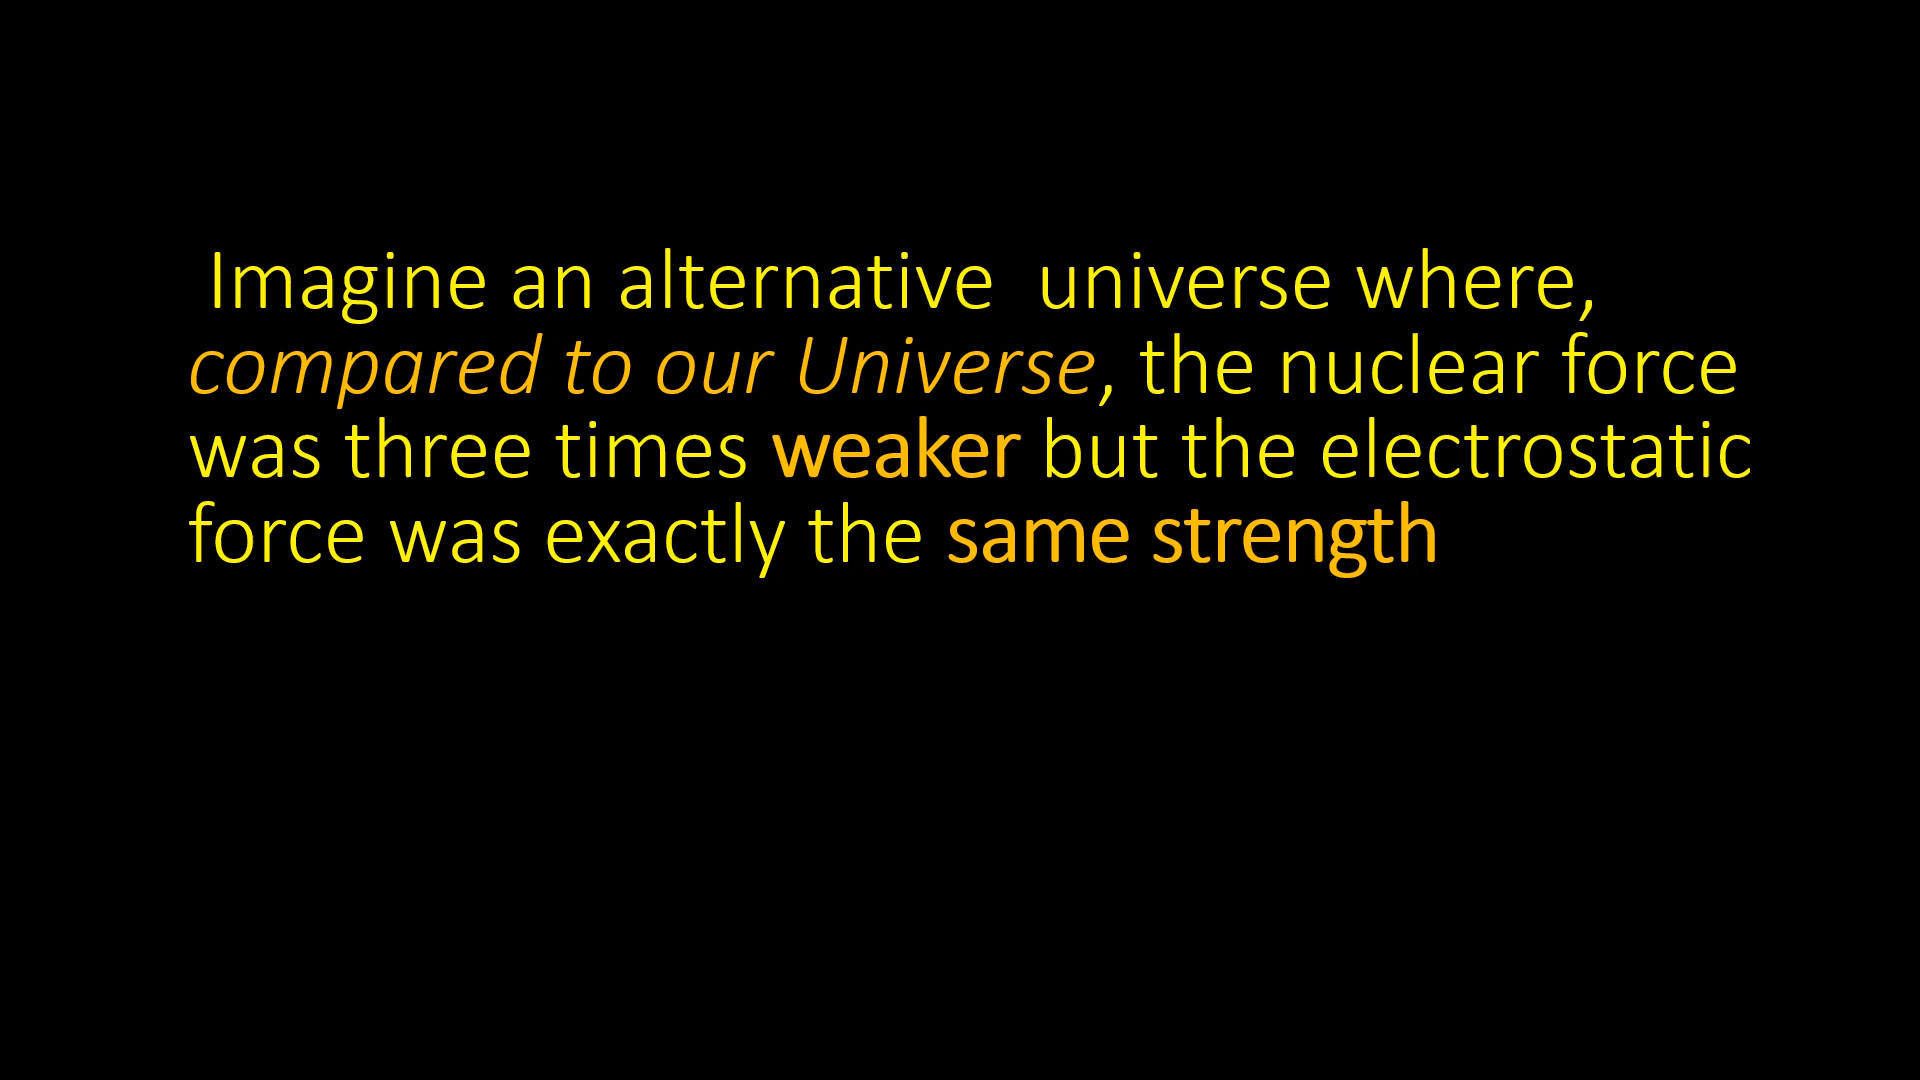 Imagine an alternative  universe where,
compared to our Universe, the nuclear force
was three times weaker but the electrostatic
force was exactly the same strength